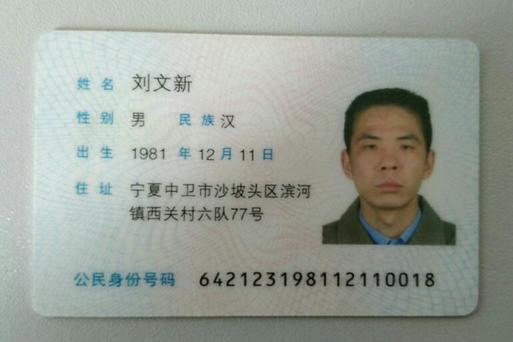 姓名 刘文新
性别 男 民族 汉
出生 1981 年 12 月 11 日
住址 宁夏中卫市沙坡头区滨河
镇西关村六队77号
公民身份号码 642123198112110018